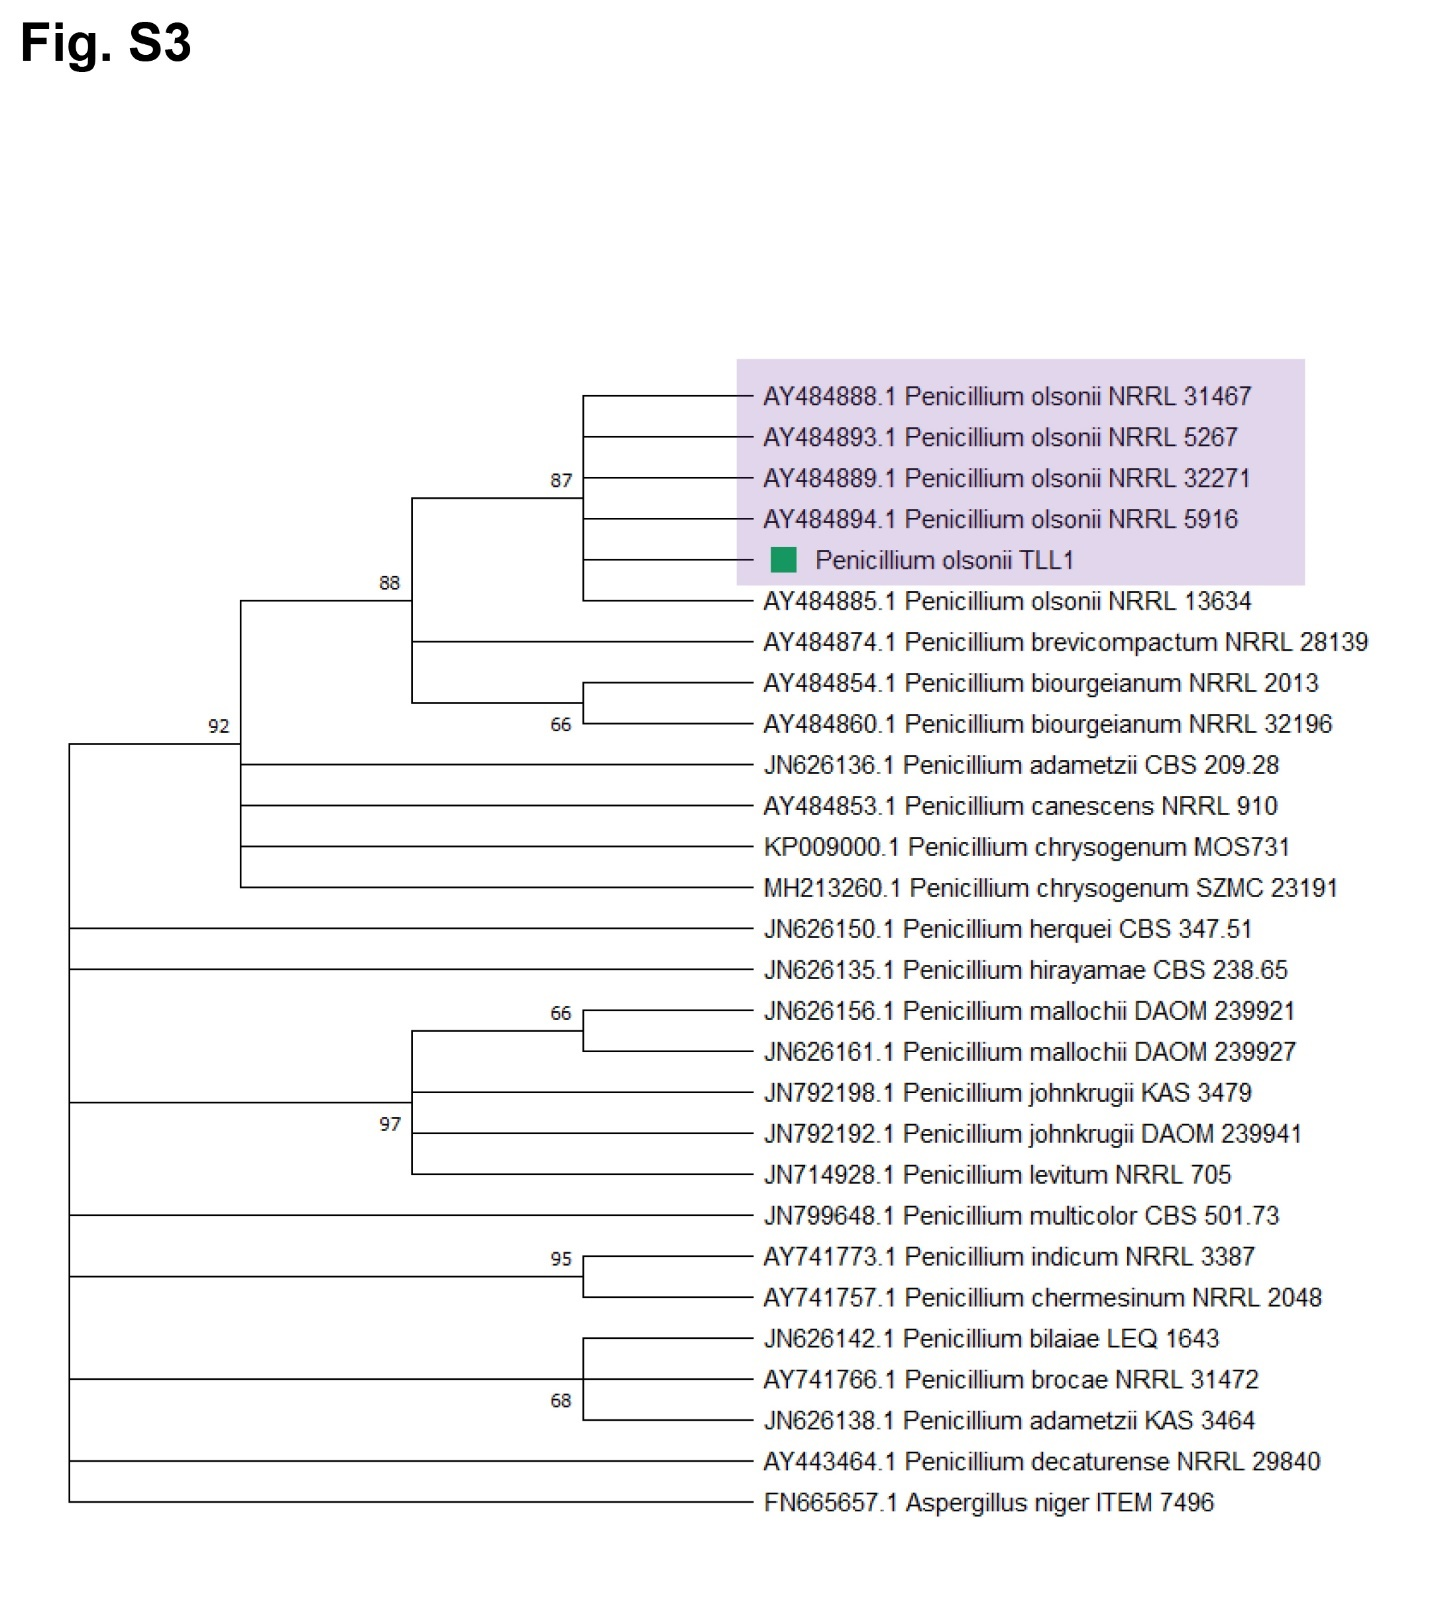 Fig. S3
AY484888.1 Penicillium olsonii NRRL 31467
AY484893.1 Penicillium olsonii NRRL 5267
87
AY484889.1 Penicillium olsonii NRRL 32271
AY484894.1 Penicillium olsonii NRRL 5916
Penicillium olsonii TLL1
88
AY484885.1 Penicillium olsonii NRRL 13634
AY484874.1 Penicillium brevicompactum NRRL 28139
AY484854.1 Penicillium biourgeianum NRRL 2013
92
66
AY484860.1 Penicillium biourgeianum NRRL 32196
JN626136.1 Penicillium adametzii CBS 209.28
AY484853.1 Penicillium canescens NRRL 910
KP009000.1 Penicillium chrysogenum MOS731
MH213260.1 Penicillium chrysogenum SZMC 23191
JN626150.1 Penicillium herquei CBS 347.51
JN626135.1 Penicillium hirayamae CBS 238.65
66
JN626156.1 Penicillium mallochii DAOM 239921
JN626161.1 Penicillium mallochii DAOM 239927
JN792198.1 Penicillium johnkrugii KAS 3479
97
JN792192.1 Penicillium johnkrugii DAOM 239941
JN714928.1 Penicillium levitum NRRL 705
JN799648.1 Penicillium multicolor CBS 501.73
95
AY741773.1 Penicillium indicum NRRL 3387
AY741757.1 Penicillium chermesinum NRRL 2048
JN626142.1 Penicillium bilaiae LEQ 1643
AY741766.1 Penicillium brocae NRRL 31472
68
JN626138.1 Penicillium adametzii KAS 3464
AY443464.1 Penicillium decaturense NRRL 29840
FN665657.1 Aspergillus niger ITEM 7496